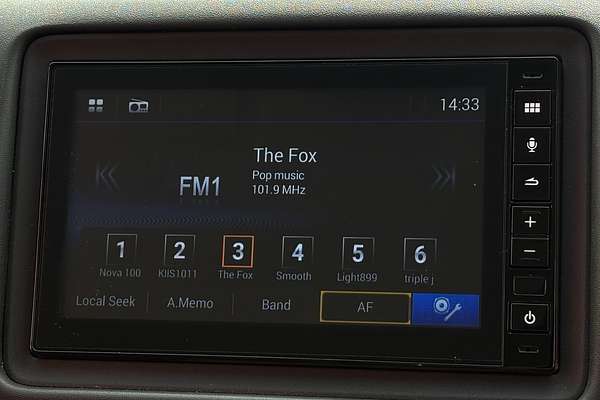 14:33
The Fox
Pop music
FM1
101.9 MHz
1 2 3 4 5 6
Nova 100 KIIS1011 The Fox Smooth Light899 triple j
Local Seek A.Memo Band AF